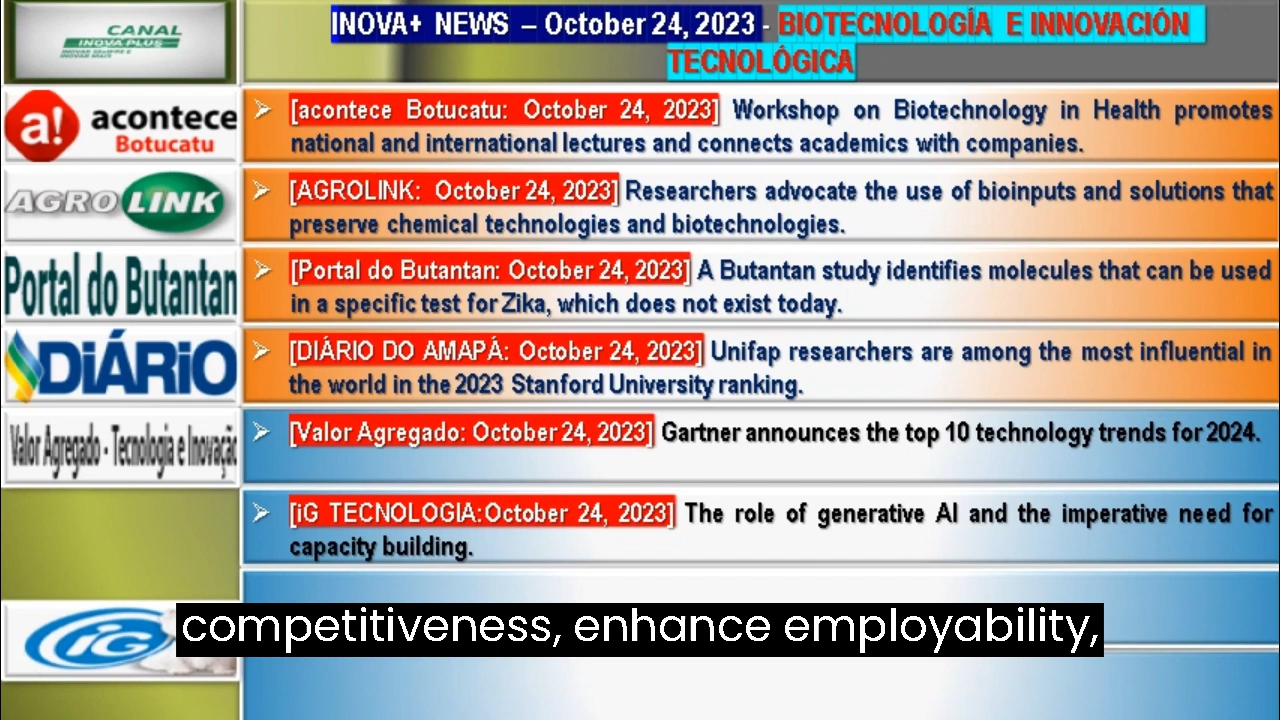 CANAL
INOVA PLUS
INOVA+ NEWS – October 24, 2023 - BIOTECNOLOGÍA E INNOVACIÓN
TECNOLÓGICA
a! acontece
Botucatu
[acontece Botucatu: October 24, 2023] Workshop on Biotechnology in Health promotes
national and international lectures and connects academics with companies.
AGROLINK
[AGROLINK: October 24, 2023] Researchers advocate the use of bioinputs and solutions that
preserve chemical technologies and biotechnologies.
Portal do Butantan
[Portal do Butantan: October 24, 2023] A Butantan study identifies molecules that can be used
in a specific test for Zika, which does not exist today.
DiÁRiO
[DIÁRIO DO AMAPÁ: October 24, 2023] Unifap researchers are among the most influential in
the world in the 2023 Stanford University ranking.
Valor Agregado - Tecnologia e Inovação
[Valor Agregado: October 24, 2023] Gartner announces the top 10 technology trends for 2024.
[iG TECNOLOGIA:October 24, 2023] The role of generative AI and the imperative need for
capacity building.
iG
competitiveness, enhance employability,